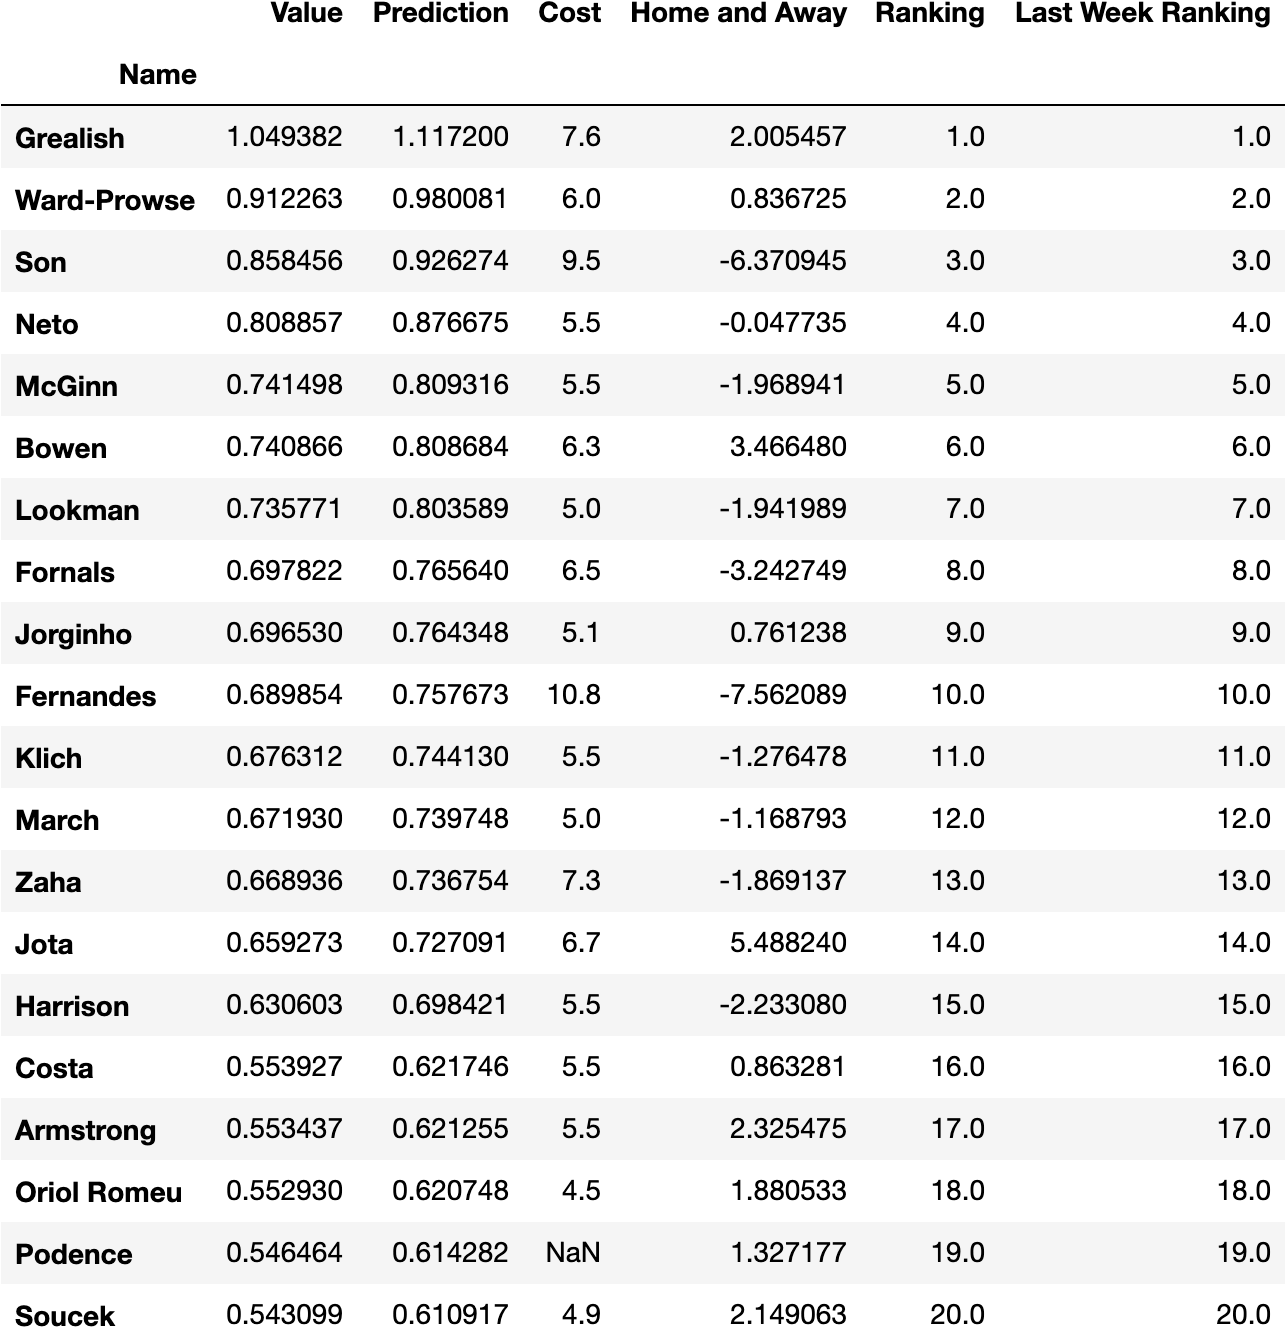 Value Prediction Cost Home and Away Ranking Last Week Ranking
Name
Grealish 1.049382 1.117200 7.6 2.005457 1.0 1.0
Ward-Prowse 0.912263 0.980081 6.0 0.836725 2.0 2.0
Son 0.858456 0.926274 9.5 -6.370945 3.0 3.0
Neto 0.808857 0.876675 5.5 -0.047735 4.0 4.0
McGinn 0.741498 0.809316 5.5 -1.968941 5.0 5.0
Bowen 0.740866 0.808684 6.3 3.466480 6.0 6.0
Lookman 0.735771 0.803589 5.0 -1.941989 7.0 7.0
Fornals 0.697822 0.765640 6.5 -3.242749 8.0 8.0
Jorginho 0.696530 0.764348 5.1 0.761238 9.0 9.0
Fernandes 0.689854 0.757673 10.8 -7.562089 10.0 10.0
Klich 0.676312 0.744130 5.5 -1.276478 11.0 11.0
March 0.671930 0.739748 5.0 -1.168793 12.0 12.0
Zaha 0.668936 0.736754 7.3 -1.869137 13.0 13.0
Jota 0.659273 0.727091 6.7 5.488240 14.0 14.0
Harrison 0.630603 0.698421 5.5 -2.233080 15.0 15.0
Costa 0.553927 0.621746 5.5 0.863281 16.0 16.0
Armstrong 0.553437 0.621255 5.5 2.325475 17.0 17.0
Oriol Romeu 0.552930 0.620748 4.5 1.880533 18.0 18.0
Podence 0.546464 0.614282 NaN 1.327177 19.0 19.0
Soucek 0.543099 0.610917 4.9 2.149063 20.0 20.0